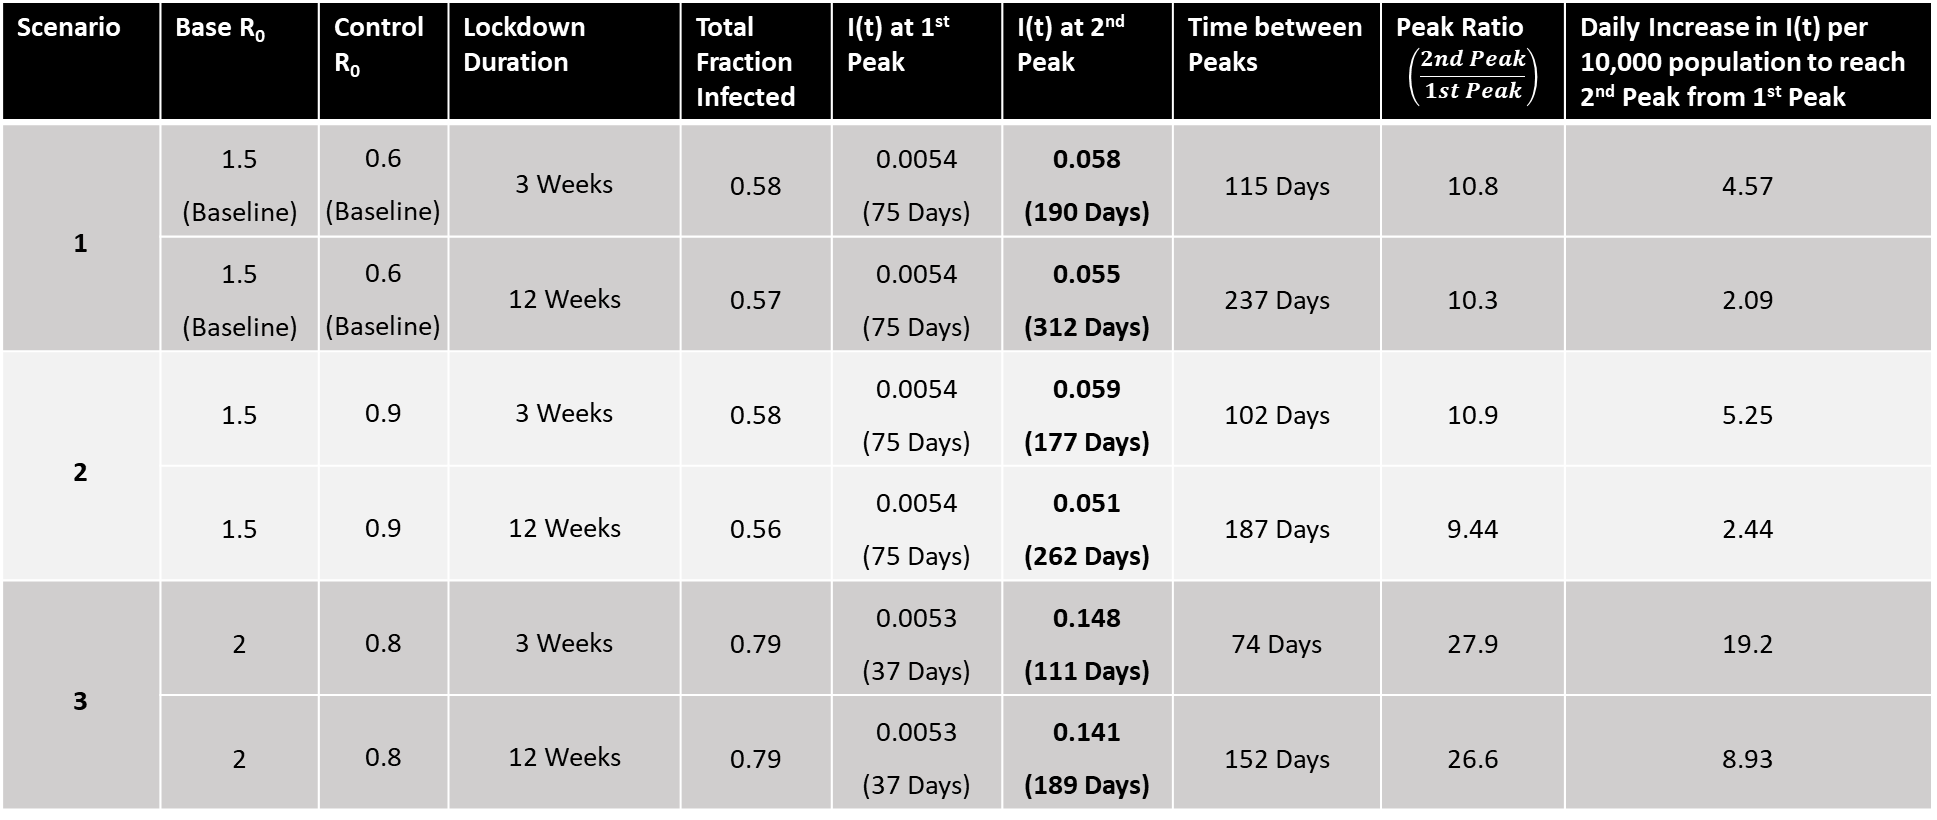 Scenario Base R0 Control R0 Lockdown Duration Total Fraction Infected I(t) at 1st Peak I(t) at 2nd Peak Time between Peaks Peak Ratio (2nd Peak/1st Peak) Daily Increase in I(t) per 10,000 population to reach 2nd Peak from 1st Peak
1
1.5 (Baseline) 0.6 (Baseline) 3 Weeks 0.58 0.0054 (75 Days) 0.058 (190 Days) 115 Days 10.8 4.57
1.5 (Baseline) 0.6 (Baseline) 12 Weeks 0.57 0.0054 (75 Days) 0.055 (312 Days) 237 Days 10.3 2.09
2
1.5 0.9 3 Weeks 0.58 0.0054 (75 Days) 0.059 (177 Days) 102 Days 10.9 5.25
1.5 0.9 12 Weeks 0.56 0.0054 (75 Days) 0.051 (262 Days) 187 Days 9.44 2.44
3
2 0.8 3 Weeks 0.79 0.0053 (37 Days) 0.148 (111 Days) 74 Days 27.9 19.2
2 0.8 12 Weeks 0.79 0.0053 (37 Days) 0.141 (189 Days) 152 Days 26.6 8.93